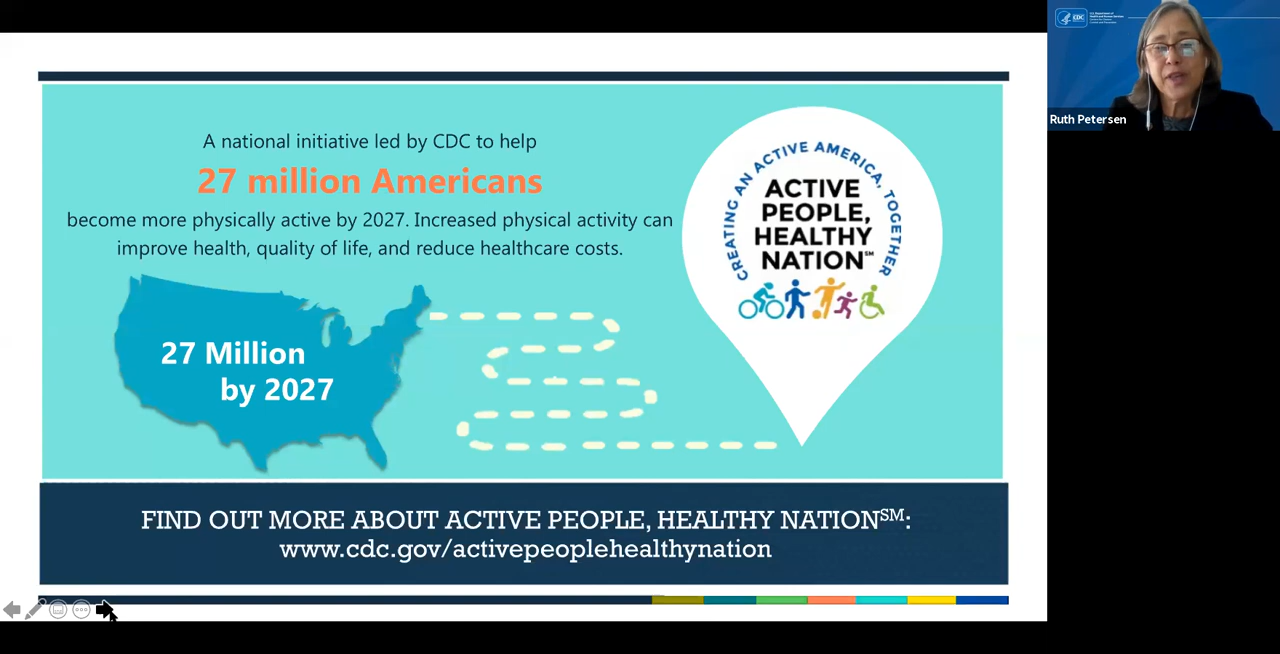 A national initiative led by CDC to help
27 million Americans
become more physically active by 2027. Increased physical activity can
improve health, quality of life, and reduce healthcare costs.
27 Million
by 2027
CREATING AN ACTIVE AMERICA, TOGETHER
ACTIVE
PEOPLE,
HEALTHY
NATION℠
FIND OUT MORE ABOUT ACTIVE PEOPLE, HEALTHY NATION℠:
www.cdc.gov/activepeoplehealthynation
CDC
Ruth Petersen